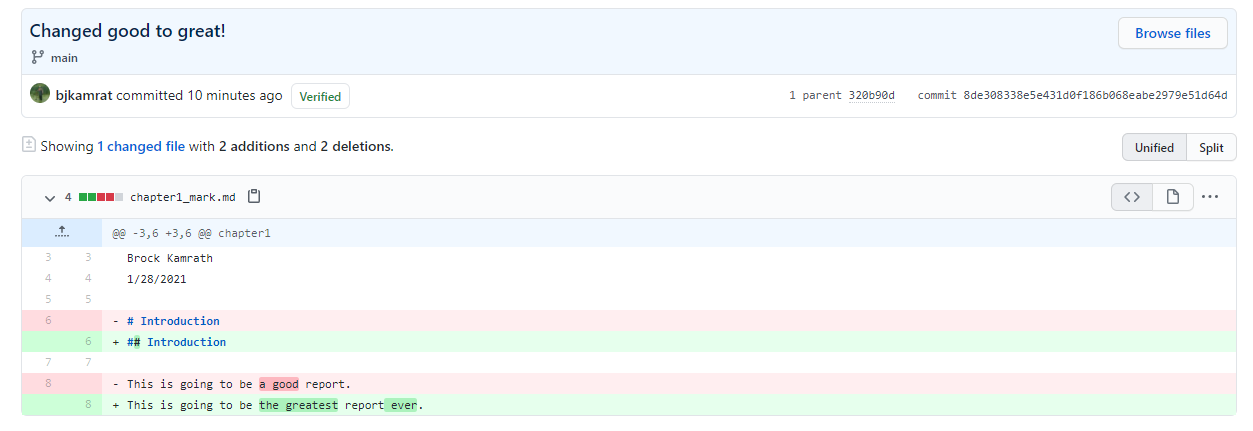 Changed good to great!
Browse files
main
bjkamrat committed 10 minutes ago Verified
1 parent 320b90d commit 8de308338e5e431d0f186b068eabe2979e51d64d
Showing 1 changed file with 2 additions and 2 deletions.
Unified Split
4 chapter1_mark.md
@@ -3,6 +3,6 @@ chapter1
3 3 Brock Kamrath
4 4 1/28/2021
5 5
6 - # Introduction
6 + ## Introduction
7 7
8 - This is going to be a good report.
8 + This is going to be the greatest report ever.